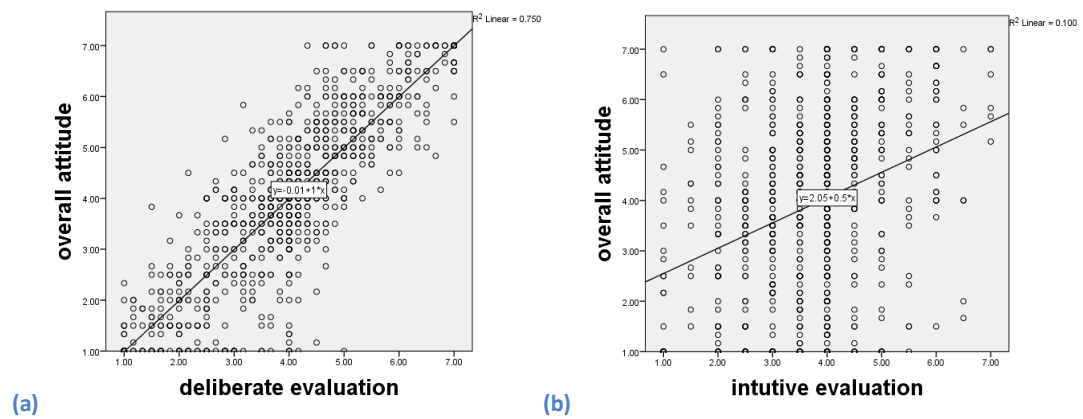 R² Linear = 0.750
7.00
6.00
5.00
4.00
3.00
2.00
1.00
overall attitude
y=-0.01+1*x
1.00 2.00 3.00 4.00 5.00 6.00 7.00
deliberate evaluation
(a)
R² Linear = 0.100
7.00
6.00
5.00
4.00
3.00
2.00
1.00
overall attitude
y=2.05+0.5*x
1.00 2.00 3.00 4.00 5.00 6.00 7.00
intutive evaluation
(b)